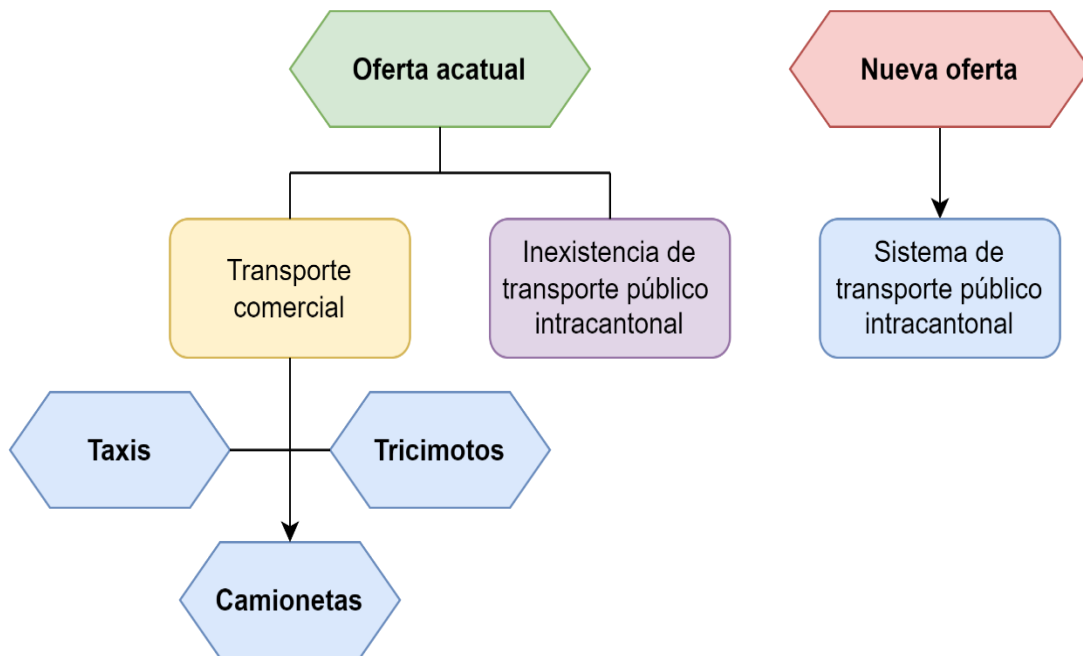 Oferta acatual
Nueva oferta
Transporte
comercial
Inexistencia de
transporte público
intracantonal
Sistema de
transporte público
intracantonal
Taxis
Tricimotos
Camionetas